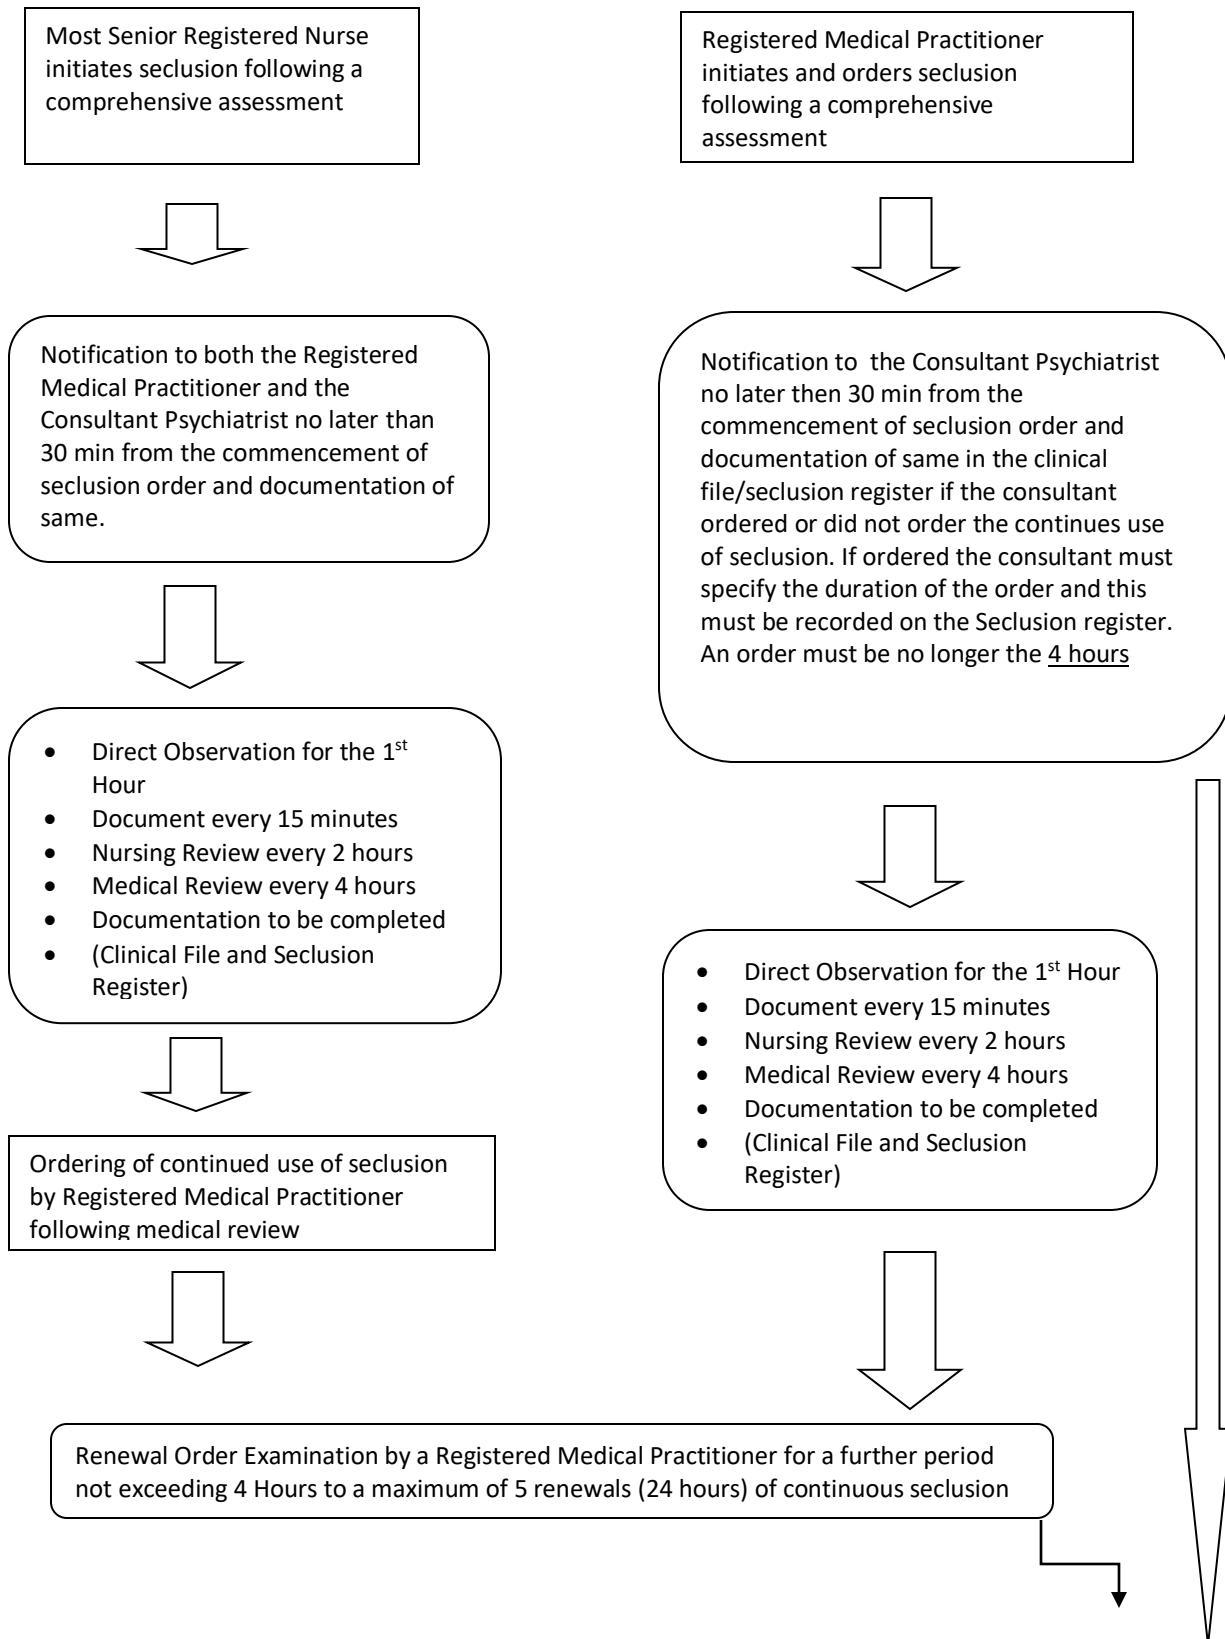 Most Senior Registered Nurse
initiates seclusion following a
comprehensive assessment
Registered Medical Practitioner
initiates and orders seclusion
following a comprehensive
assessment
Notification to both the Registered
Medical Practitioner and the
Consultant Psychiatrist no later than
30 min from the commencement of
seclusion order and documentation of
same.
Notification to  the Consultant Psychiatrist
no later then 30 min from the
commencement of seclusion order and
documentation of same in the clinical
file/seclusion register if the consultant
ordered or did not order the continues use
of seclusion. If ordered the consultant must
specify the duration of the order and this
must be recorded on the Seclusion register.
An order must be no longer the 4 hours
• Direct Observation for the 1st
Hour
• Document every 15 minutes
• Nursing Review every 2 hours
• Medical Review every 4 hours
• Documentation to be completed
• (Clinical File and Seclusion
Register)
• Direct Observation for the 1st Hour
• Document every 15 minutes
• Nursing Review every 2 hours
• Medical Review every 4 hours
• Documentation to be completed
• (Clinical File and Seclusion
Register)
Ordering of continued use of seclusion
by Registered Medical Practitioner
following medical review
Renewal Order Examination by a Registered Medical Practitioner for a further period
not exceeding 4 Hours to a maximum of 5 renewals (24 hours) of continuous seclusion